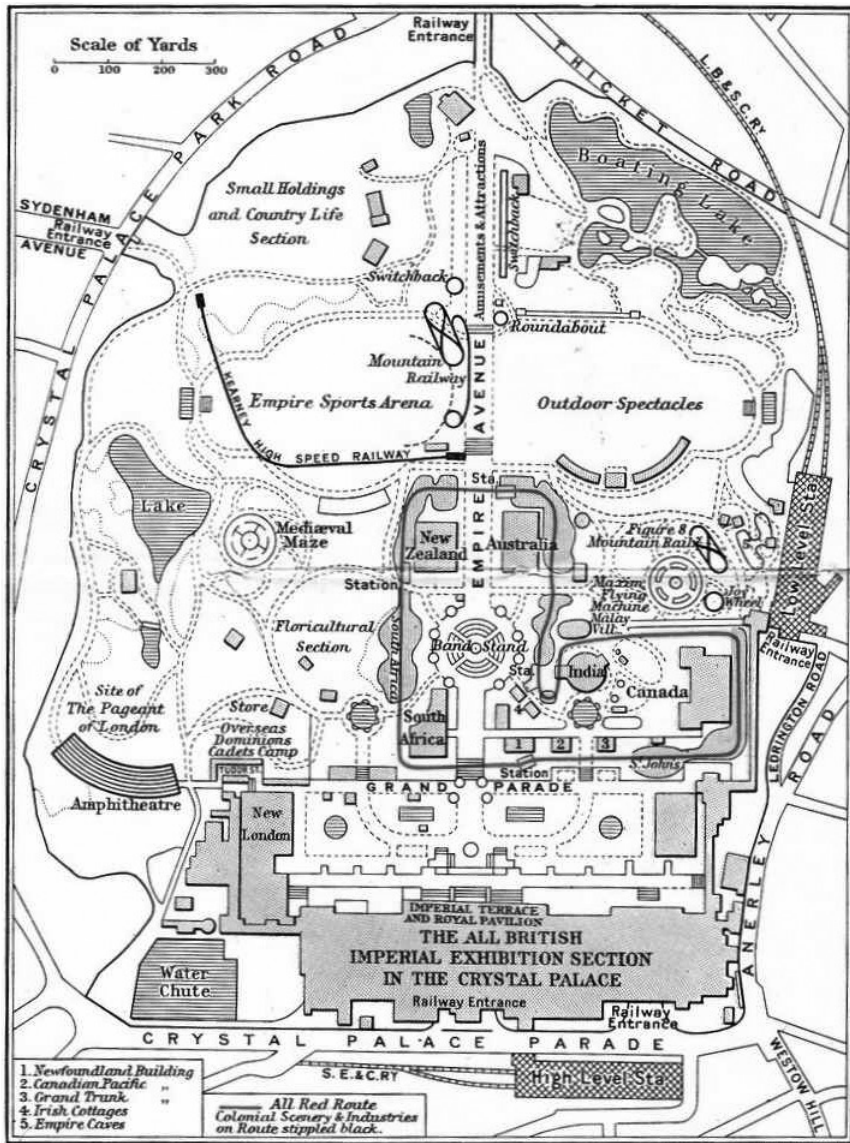 Railway
Entrance
Scale of Yards
0 100 200 300
CRYSTAL PALACE PARK ROAD
THICKET ROAD
L.B.&S.C.RY
Boating Lake
Small Holdings
and Country Life
Section
Amusements & Attractions
Switchback
SYDENHAM
Railway
Entrance
AVENUE
Switchback
Roundabout
Mountain
Railway
EMPIRE AVENUE
Empire Sports Arena
Outdoor Spectacles
KEARNEY HIGH SPEED RAILWAY
Sta.
Lake
Mediæval
Maze
New
Zealand
Australia
Figure 8
Mountain Rail.
Low Level Sta.
Station
Maxim
Flying
Machine
Joy
Wheel
Malay
Vill.
Floricultural
Section
South Africa
Band Stand
Railway
Entrance
Sta.
India
Canada
Site of
The Pageant
of London
Store
4
South
Africa
LEDRINGTON ROAD
Overseas
Dominions
Cadets Camp
1 2 3
St. John's
Station
TUDOR ST.
GRAND PARADE
Amphitheatre
New
London
ANERLEY ROAD
IMPERIAL TERRACE
AND ROYAL PAVILION
THE ALL BRITISH
IMPERIAL EXHIBITION SECTION
IN THE CRYSTAL PALACE
Water
Chute
Railway Entrance
Railway
Entrance
CRYSTAL PALACE PARADE
S.E.&C.RY
High Level Sta.
WESTOW HILL
1. Newfoundland Building
2. Canadian Pacific "
3. Grand Trunk "
4. Irish Cottages
5. Empire Caves
All Red Route
Colonial Scenery & Industries
on Route stippled black.